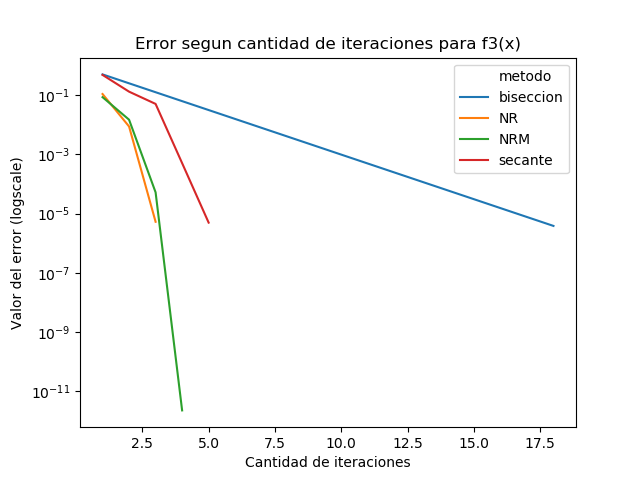 Error segun cantidad de iteraciones para f3(x)
metodo
biseccion
NR
NRM
secante
Valor del error (logscale)
10⁻¹
10⁻³
10⁻⁵
10⁻⁷
10⁻⁹
10⁻¹¹
2.5 5.0 7.5 10.0 12.5 15.0 17.5
Cantidad de iteraciones